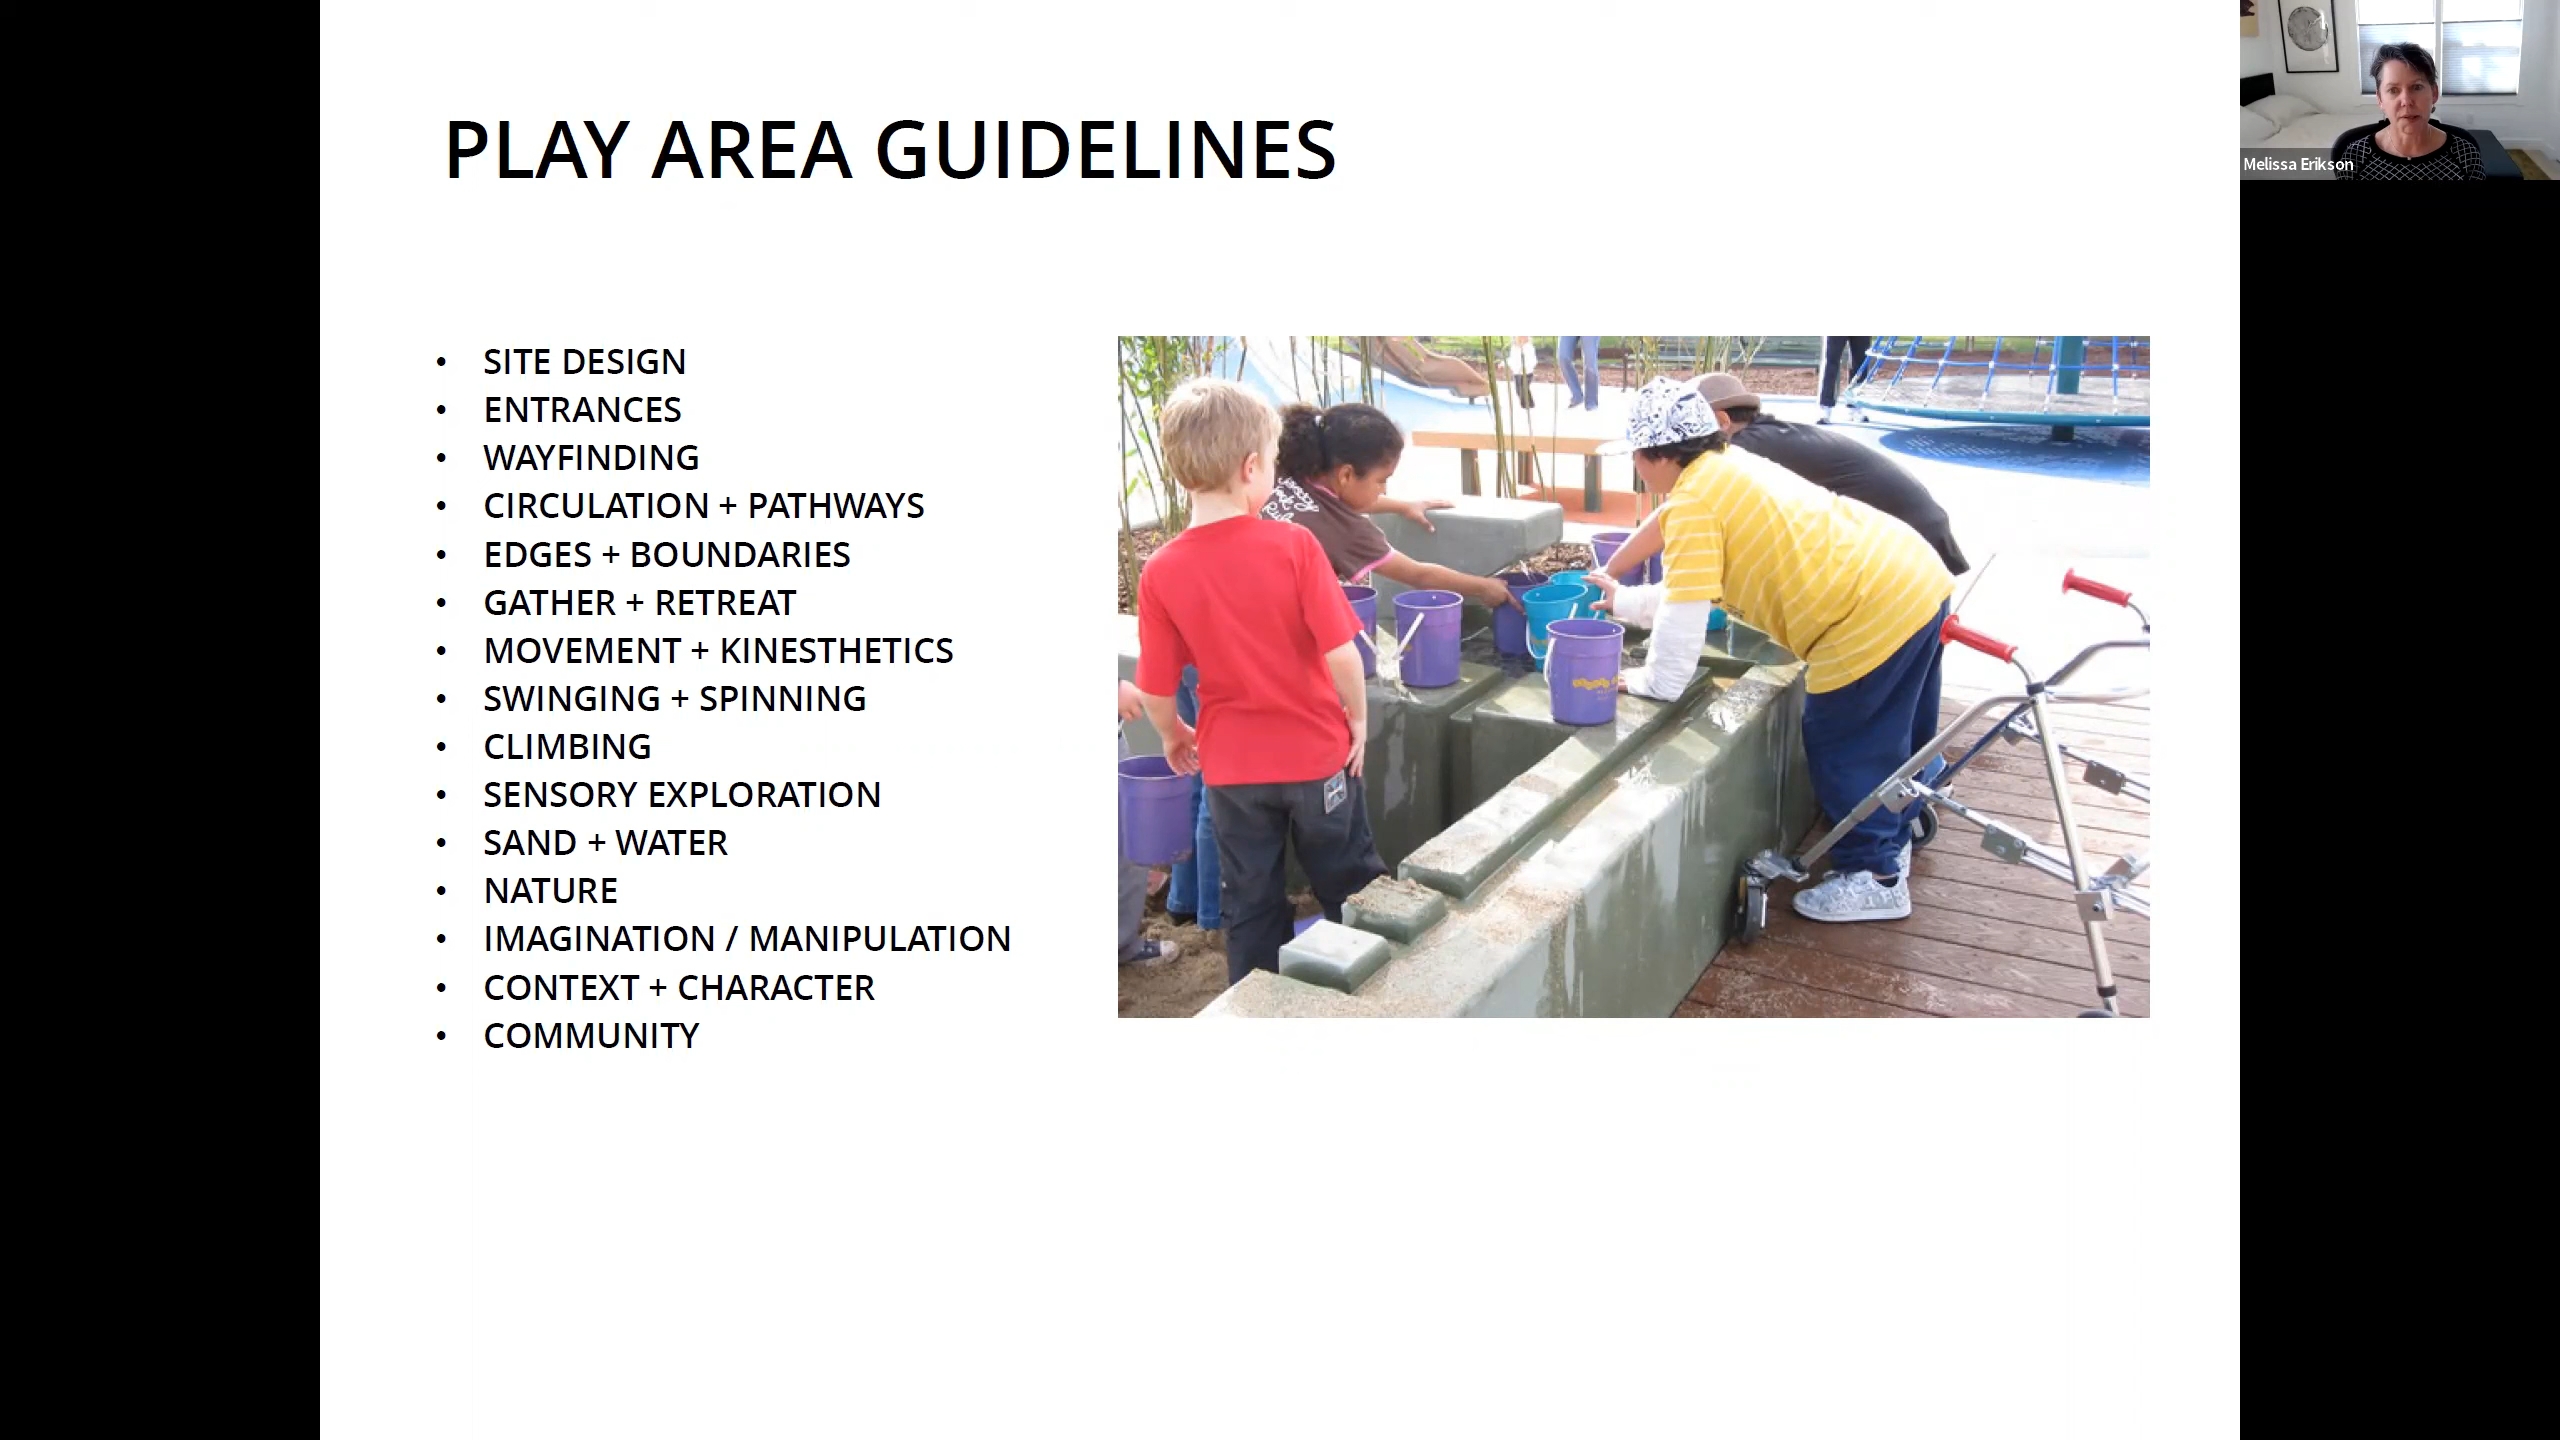 PLAY AREA GUIDELINES
• SITE DESIGN
• ENTRANCES
• WAYFINDING
• CIRCULATION + PATHWAYS
• EDGES + BOUNDARIES
• GATHER + RETREAT
• MOVEMENT + KINESTHETICS
• SWINGING + SPINNING
• CLIMBING
• SENSORY EXPLORATION
• SAND + WATER
• NATURE
• IMAGINATION / MANIPULATION
• CONTEXT + CHARACTER
• COMMUNITY
Melissa Erikson